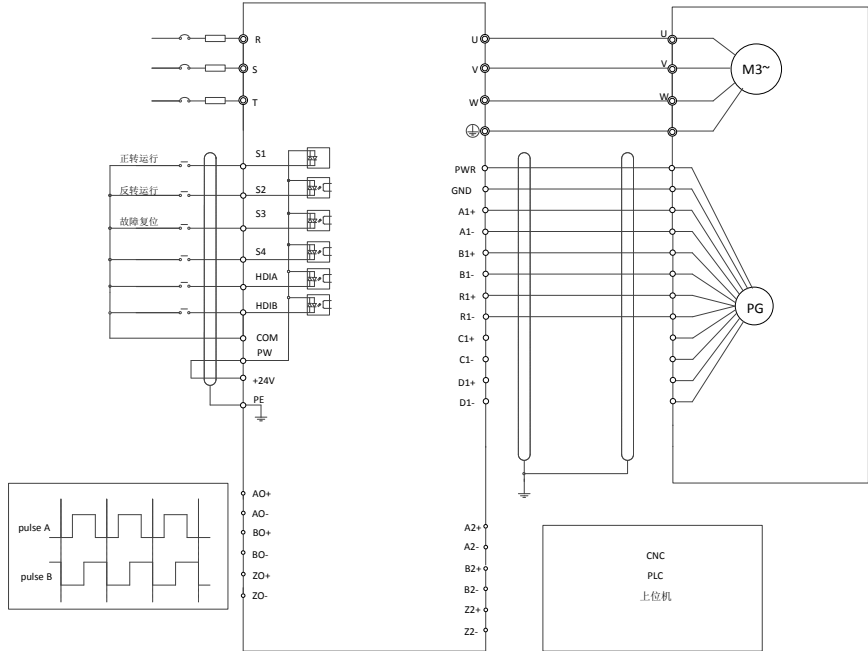 R
S
T
U
V
W
U
V
W
M3~
正转运行
S1
反转运行
S2
故障复位
S3
S4
HDIA
HDIB
COM
PW
+24V
PE
PWR
GND
A1+
A1-
B1+
B1-
R1+
R1-
C1+
C1-
D1+
D1-
PG
pulse A
pulse B
AO+
AO-
BO+
BO-
ZO+
ZO-
A2+
A2-
B2+
B2-
Z2+
Z2-
CNC
PLC
上位机